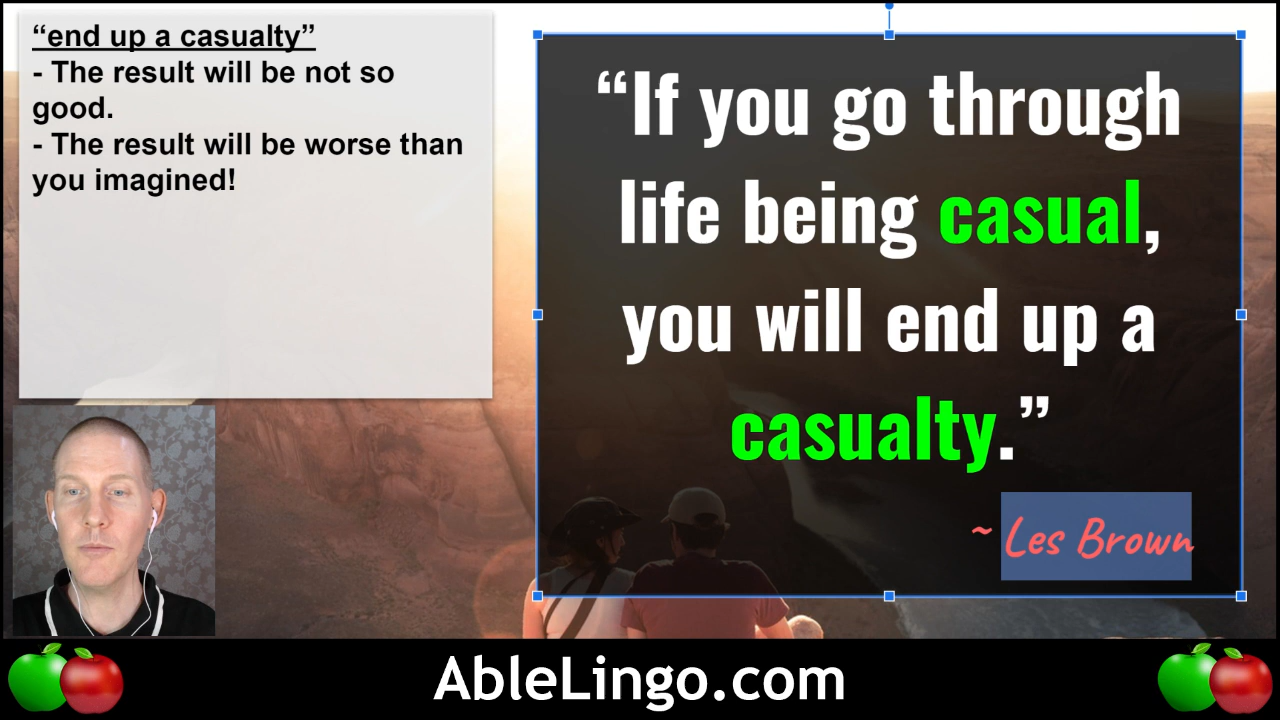 “end up a casualty”
- The result will be not so
good.
- The result will be worse than
you imagined!
“If you go through
life being casual,
you will end up a
casualty.”
~ Les Brown
AbleLingo.com